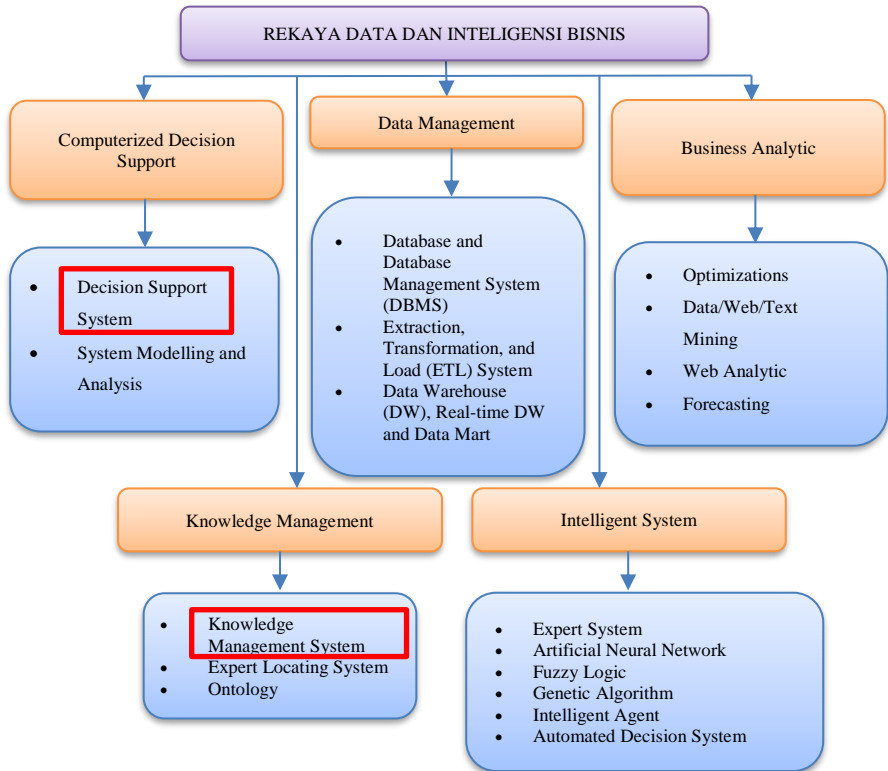 REKAYA DATA DAN INTELIGENSI BISNIS
Computerized Decision
Support
Data Management
Business Analytic
• Decision Support
System
• System Modelling and
Analysis
• Database and
Database
Management System
(DBMS)
• Extraction,
Transformation, and
Load (ETL) System
• Data Warehouse
(DW), Real-time DW
and Data Mart
• Optimizations
• Data/Web/Text
Mining
• Web Analytic
• Forecasting
Knowledge Management
Intelligent System
• Knowledge
Management System
• Expert Locating System
• Ontology
• Expert System
• Artificial Neural Network
• Fuzzy Logic
• Genetic Algorithm
• Intelligent Agent
• Automated Decision System